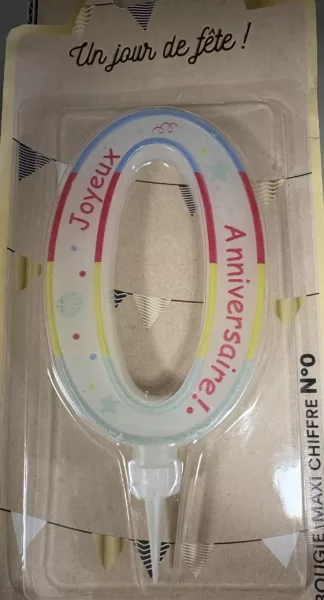 Un jour de fête !
Joyeux
Anniversaire!
BOUGIE MAXI CHIFFRE N°0